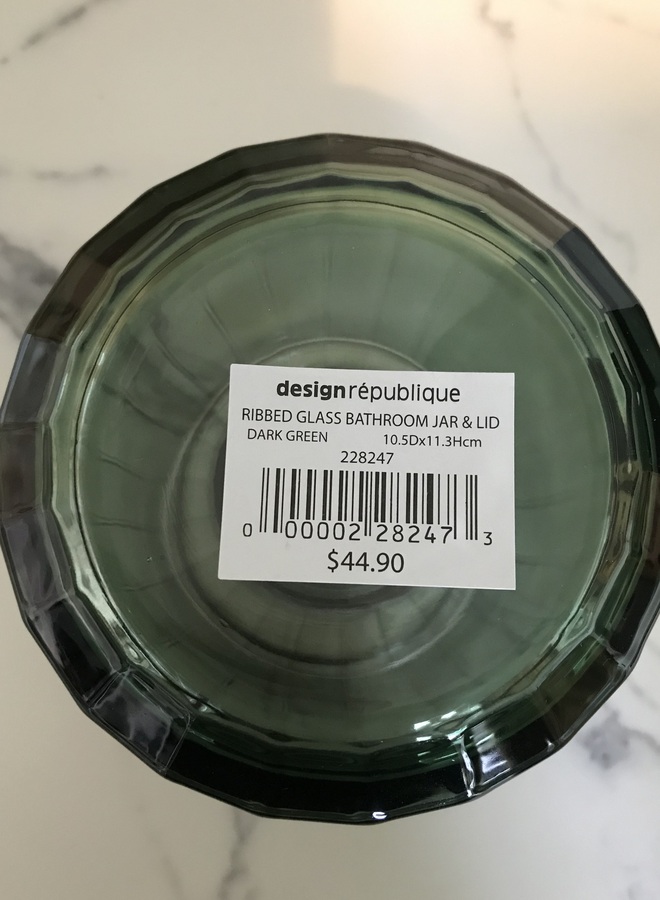 designrépublique
RIBBED GLASS BATHROOM JAR & LID
DARK GREEN 10.5Dx11.3Hcm
228247
0 00002 28247 3
$44.90